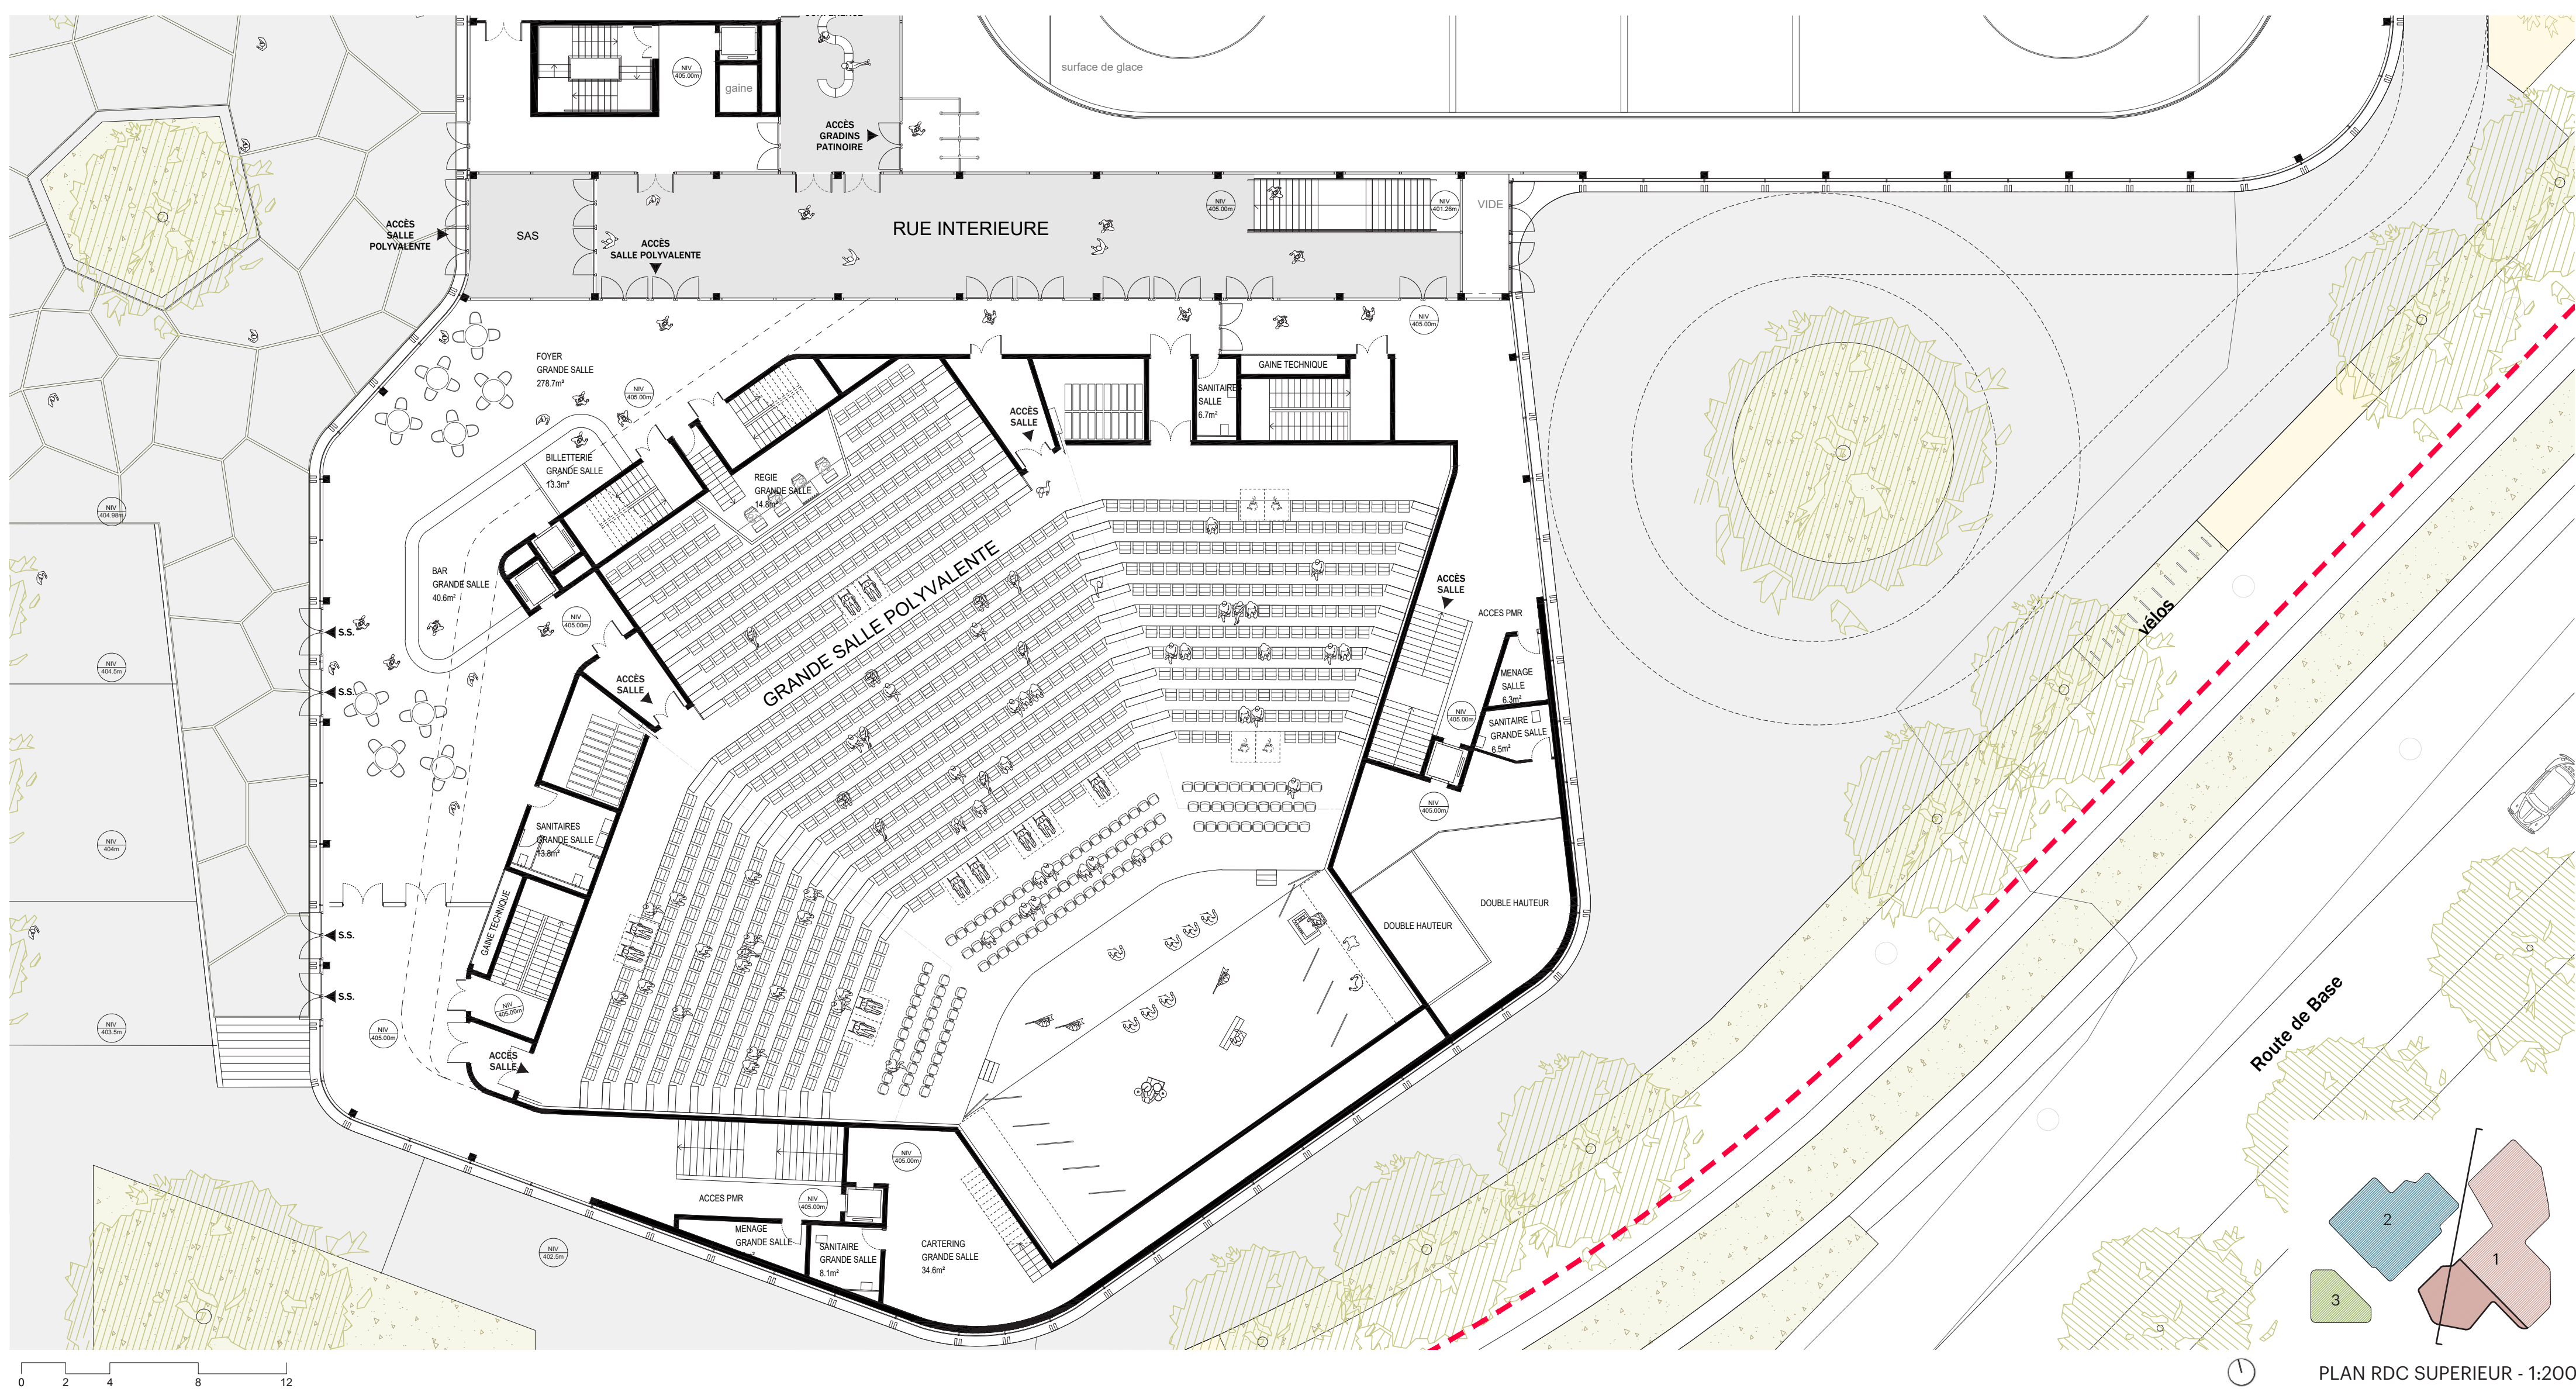 surface de glace
NIV
405.00m
gaine
ACCÈS
GRADINS
PATINOIRE
ACCÈS
SALLE
POLYVALENTE
SAS
ACCÈS
SALLE POLYVALENTE
RUE INTERIEURE
NIV
405.00m
NIV
401.26m
VIDE
NIV
405.00m
FOYER
GRANDE SALLE
278.7m²
NIV
405.00m
GAINE TECHNIQUE
SANITAIRE
SALLE
6.7m²
ACCÈS
SALLE
BILLETTERIE
GRANDE SALLE
13.3m²
REGIE
GRANDE SALLE
NIV
404.98m
BAR
GRANDE SALLE
40.6m²
NIV
405.00m
GRANDE SALLE POLYVALENTE
ACCÈS
SALLE
ACCES PMR
vélos
S.S.
NIV
404.5m
S.S.
ACCÈS
SALLE
MENAGE
SALLE
6.3m²
NIV
405.00m
SANITAIRE
GRANDE SALLE
6.5m²
NIV
405.00m
NIV
404m
SANITAIRES
GRANDE SALLE
13.8m²
GAINE TECHNIQUE
DOUBLE HAUTEUR
DOUBLE HAUTEUR
S.S.
S.S.
NIV
405.00m
NIV
403.5m
NIV
405.00m
ACCÈS
SALLE
Route de Base
NIV
405.00m
ACCES PMR
NIV
405.00m
MENAGE
GRANDE SALLE
SANITAIRE
GRANDE SALLE
8.1m²
CARTERING
GRANDE SALLE
34.6m²
NIV
402.5m
2
1
3
0 2 4 8 12
PLAN RDC SUPERIEUR - 1:200